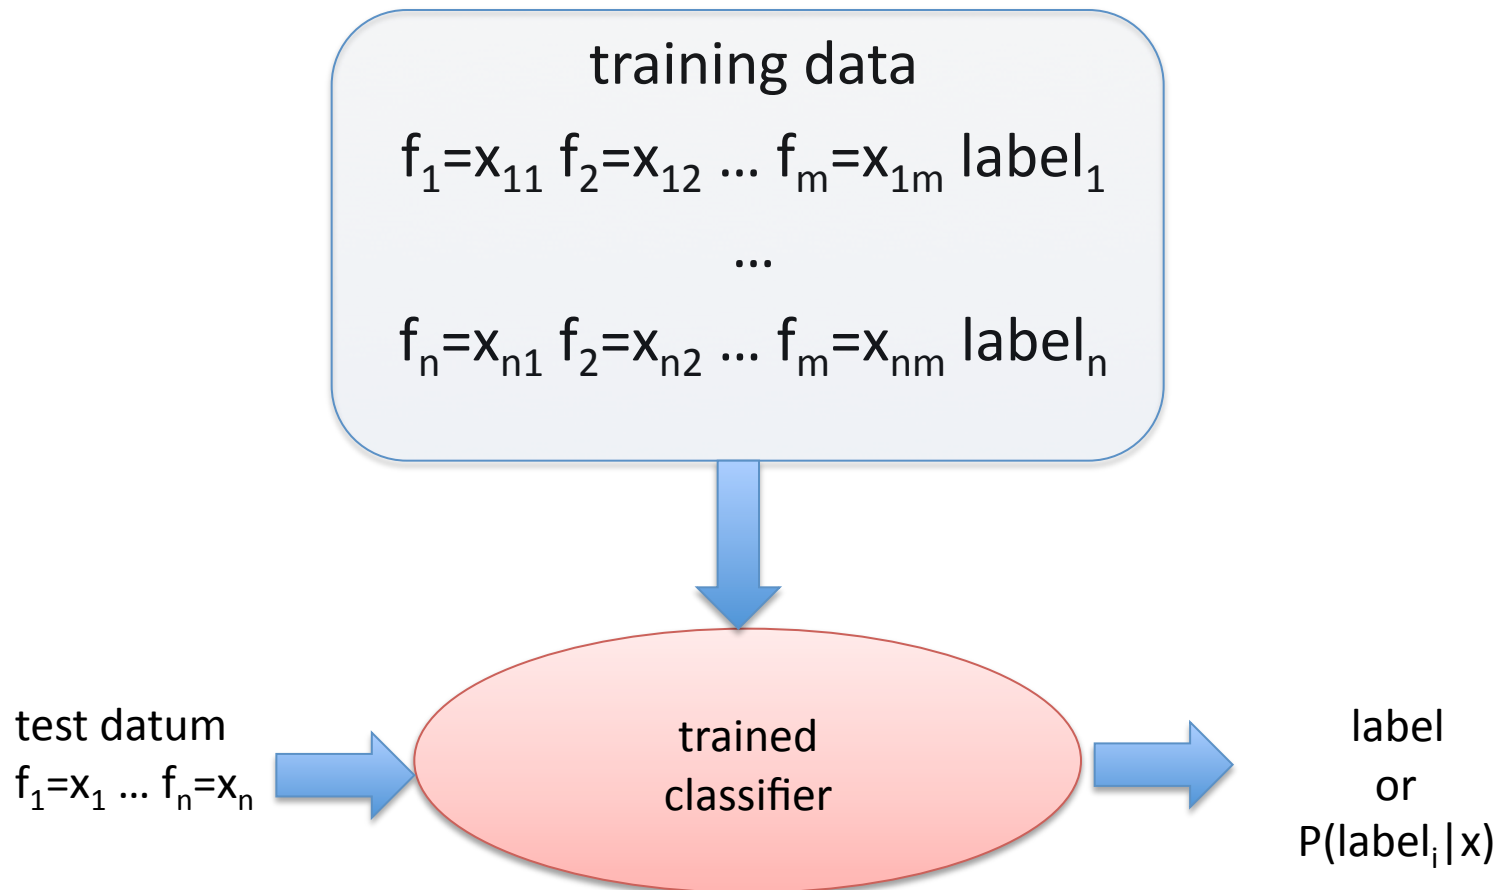 training data
f₁=x₁₁ f₂=x₁₂ … fₘ=x₁ₘ label₁
…
fₙ=xₙ₁ f₂=xₙ₂ … fₘ=xₙₘ labelₙ
test datum
f₁=x₁ … fₙ=xₙ
trained
classifier
label
or
P(labelᵢ|x)